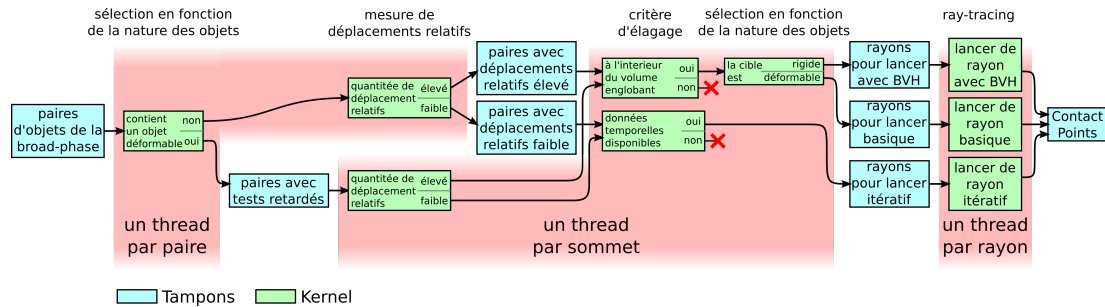 sélection en fonction
de la nature des objets
mesure de
déplacements relatifs
critère
d'élagage
sélection en fonction
de la nature des objets
ray-tracing
paires
d'objets de la
broad-phase
contient
un objet
déformable
non
oui
paires avec
tests retardés
quantitée de
déplacement
relatifs
élevé
faible
quantitée de
déplacement
relatifs
élevé
faible
paires avec
déplacements
relatifs élevé
paires avec
déplacements
relatifs faible
à l'interieur
du volume
englobant
oui
non
données
temporelles
disponibles
oui
non
la cible
est
rigide
déformable
rayons
pour lancer
avec BVH
rayons
pour lancer
basique
rayons
pour lancer
itératif
lancer de
rayon
avec BVH
lancer de
rayon
basique
lancer de
rayon
itératif
Contact
Points
un thread
par paire
un thread
par sommet
un thread
par rayon
Tampons
Kernel